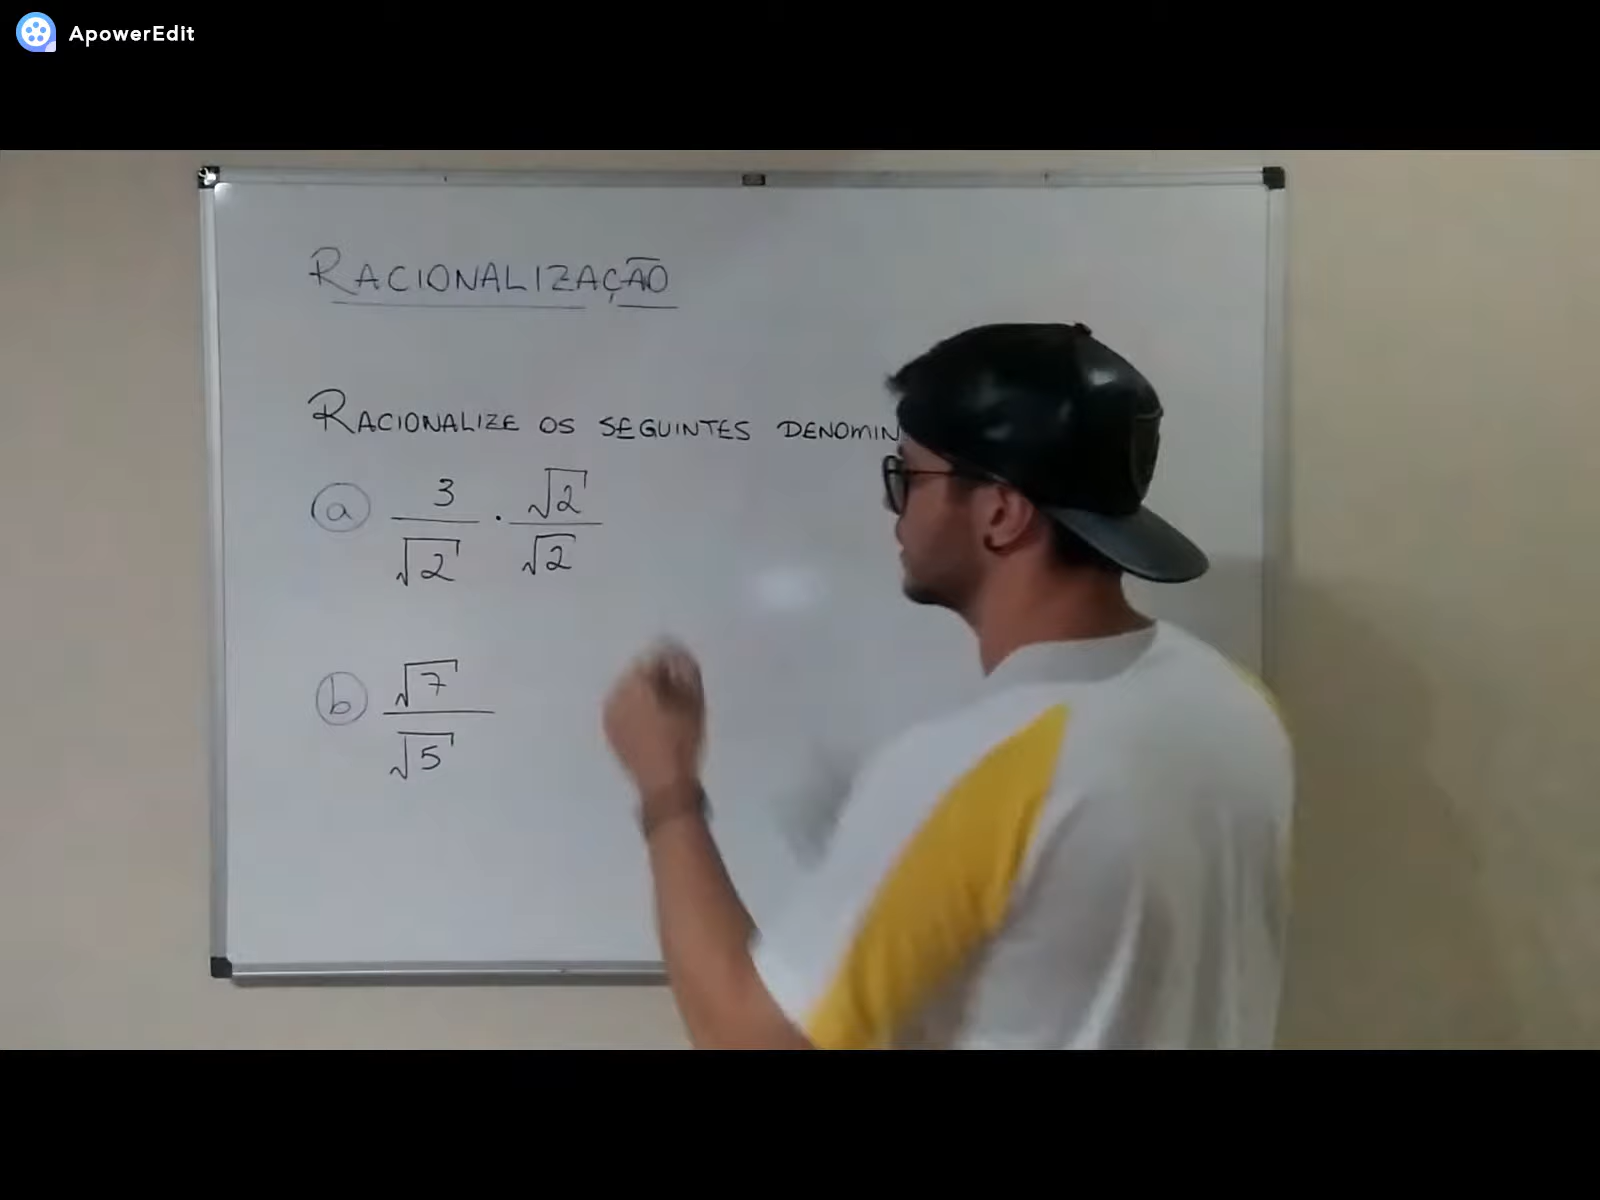 ApowerEdit
RACIONALIZAÇÃO
RACIONALIZE OS SEGUINTES DENOMIN
a 3/√2 · √2/√2
b √7/√5